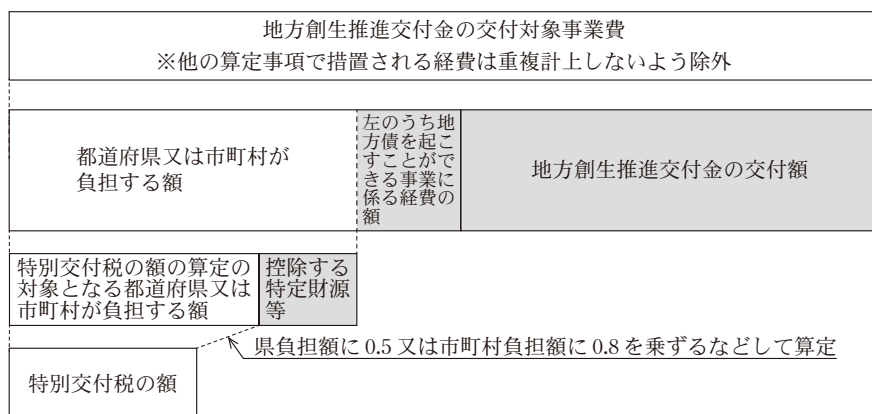 地方創生推進交付金の交付対象事業費
※他の算定事項で措置される経費は重複計上しないよう除外
都道府県又は市町村が
負担する額
左のうち地
方債を起こ
すことがで
きる事業に
係る経費の
額
地方創生推進交付金の交付額
特別交付税の額の算定の
対象となる都道府県又は
市町村が負担する額
控除する
特定財源
等
県負担額に 0.5 又は市町村負担額に 0.8 を乗ずるなどして算定
特別交付税の額